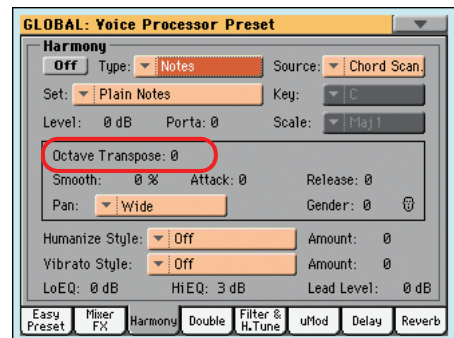 GLOBAL: Voice Processor Preset
Harmony
Off Type: Notes Source: Chord Scan.
Set: Plain Notes Key: C
Level: 0 dB Porta: 0 Scale: Maj1
Octave Transpose: 0
Smooth: 0 % Attack: 0 Release: 0
Pan: Wide Gender: 0
Humanize Style: Off Amount: 0
Vibrato Style: Off Amount: 0
LoEQ: 0 dB HiEQ: 3 dB Lead Level: 0 dB
Easy Preset Mixer FX Harmony Double Filter & H.Tune uMod Delay Reverb